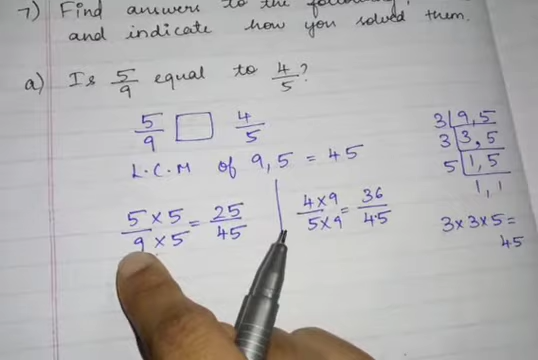 7) Find answers to the following,
and indicate how you solved them.
a) Is 5/9 equal to 4/5?
5/9 □ 4/5
L.C.M of 9,5 = 45
3 | 9, 5
3 | 3, 5
5 | 1, 5
1, 1
5 × 5 / 9 × 5 = 25/45
4 × 9 / 5 × 9 = 36/45
3 × 3 × 5 =
45